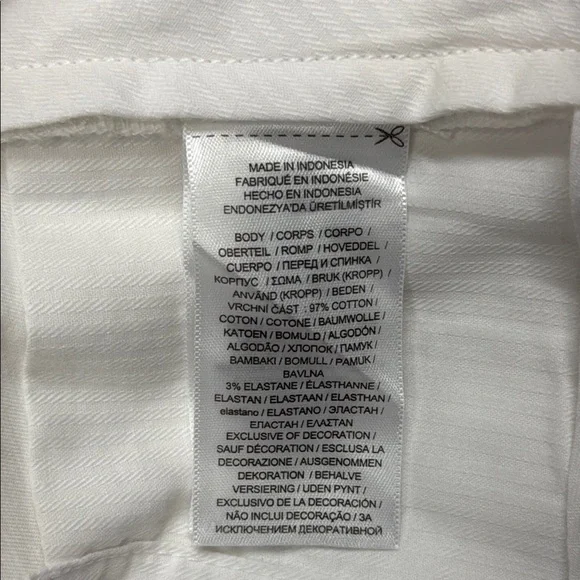 MADE IN INDONESIA
FABRIQUÉ EN INDONÉSIE
HECHO EN INDONESIA
ENDONEZYA'DA ÜRETİLMİŞTİR
BODY / CORPS / CORPO /
OBERTEIL / ROMP / HOVEDDEL /
CUERPO / ПЕРЕД И СПИНКА /
КОРПУС / ΣΩΜΑ / BRUK (KROPP) /
ANVÄND (KROPP) / BEDEN /
VRCHNÍ ČÁST : 97% COTTON /
COTON / COTONE / BAUMWOLLE /
KATOEN / BOMULD / ALGODÓN /
ALGODÃO / ХЛОПОК / ПАМУК /
BAMBAKI / BOMULL / PAMUK /
BAVLNA
3% ELASTANE / ÉLASTHANNE /
ELASTAN / ELASTAAN / ELASTHAN /
elastano / ELASTANO / ЭЛАСТАН /
ЕЛАСТАН / ΕΛΑΣΤΑΝ
EXCLUSIVE OF DECORATION /
SAUF DÉCORATION / ESCLUSA LA
DECORAZIONE / AUSGENOMMEN
DEKORATION / BEHALVE
VERSIERING / UDEN PYNT /
EXCLUSIVO DE LA DECORACIÓN /
NÃO INCLUI DECORAÇÃO / ЗА
ИСКЛЮЧЕНИЕМ ДЕКОРАТИВНОЙ